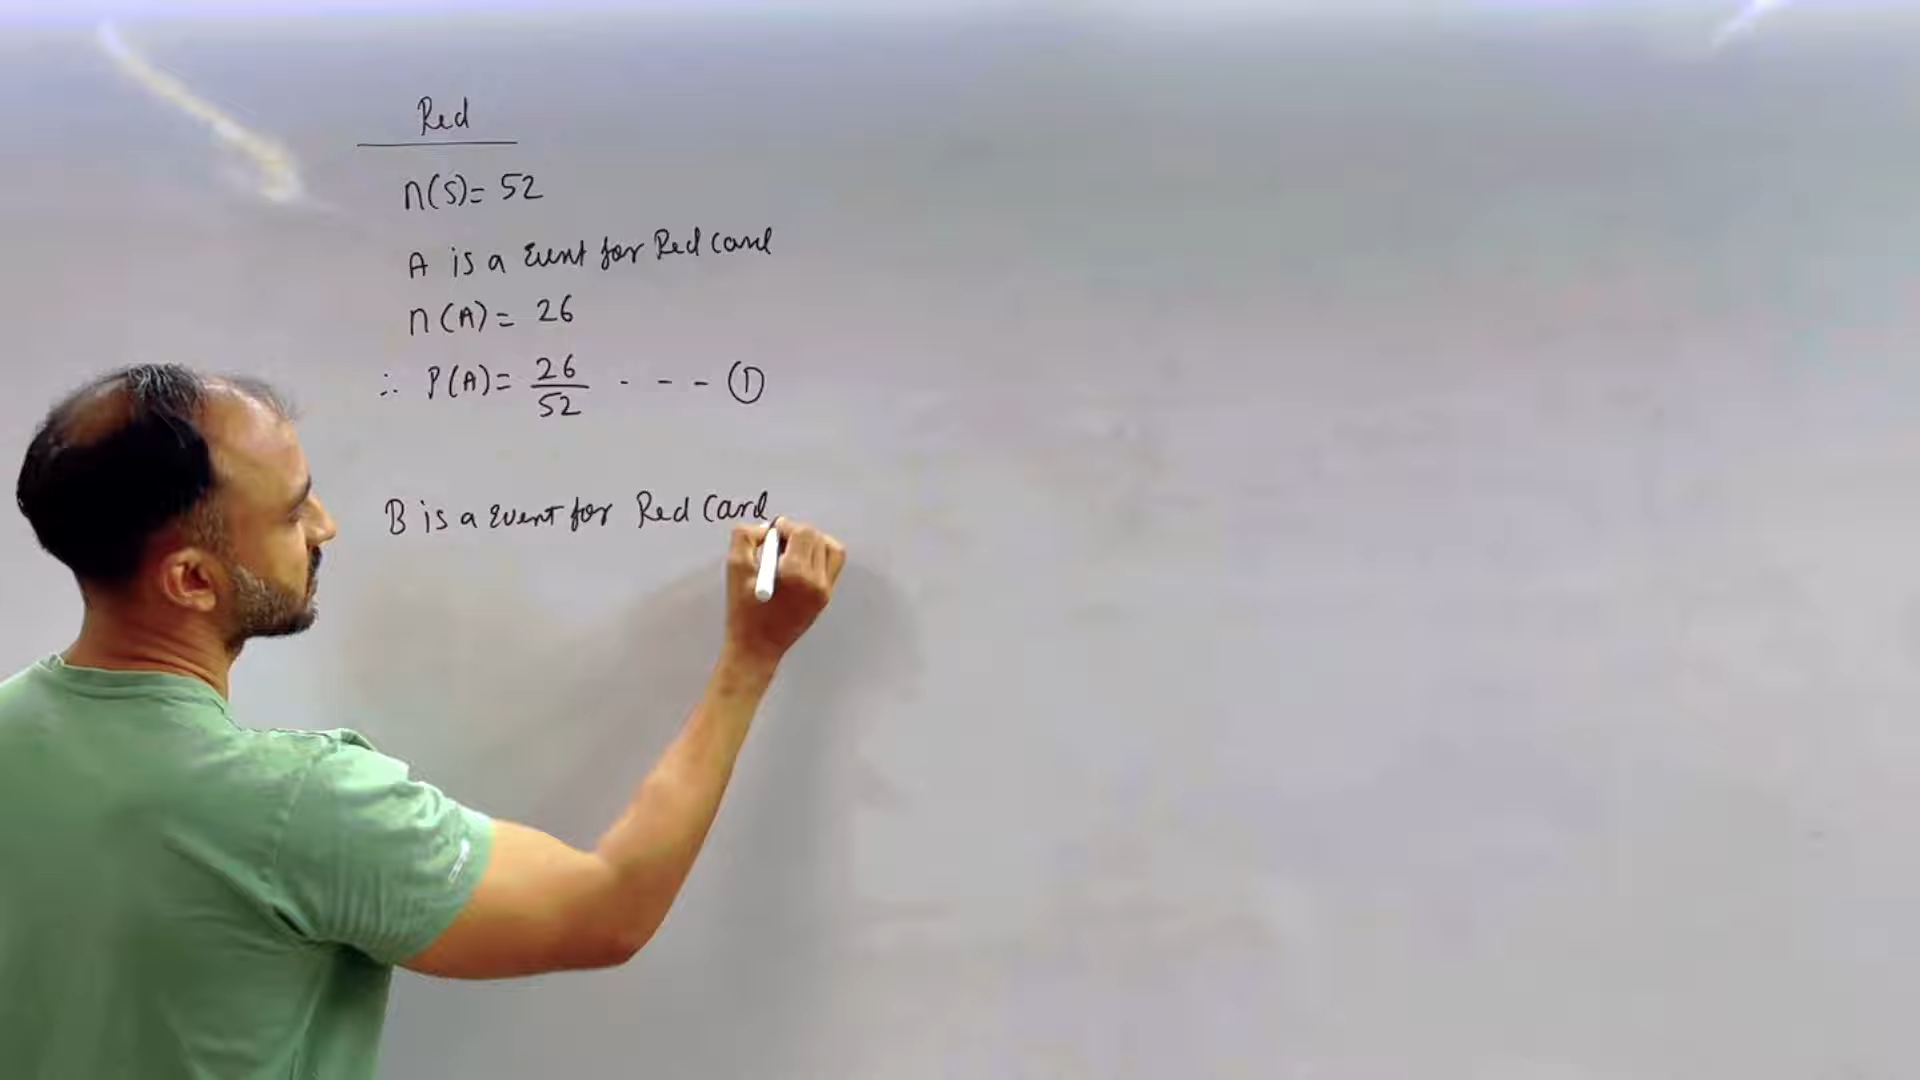 Red
n(S)= 52
A is a Event for Red Card
n(A)= 26
∴ P(A)= 26/52 - - - ①
B is a Event for Red Card